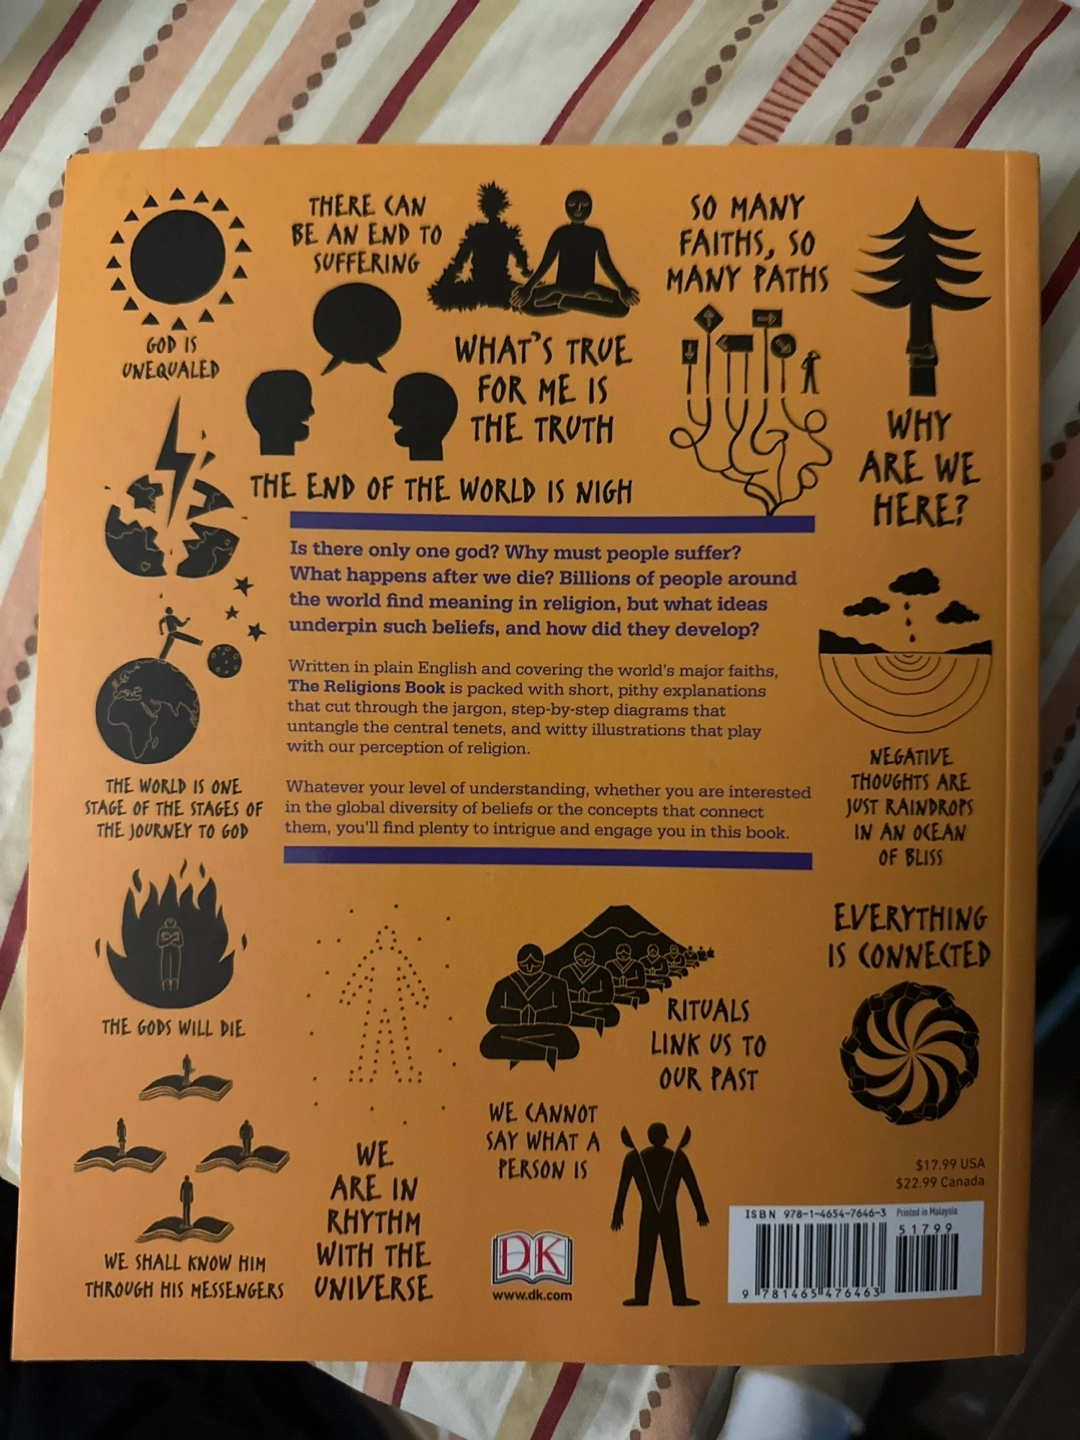 GOD IS
UNEQUALED
THERE CAN
BE AN END TO
SUFFERING
WHAT'S TRUE
FOR ME IS
THE TRUTH
SO MANY
FAITHS, SO
MANY PATHS
WHY
ARE WE
HERE?
THE END OF THE WORLD IS NIGH
Is there only one god? Why must people suffer?
What happens after we die? Billions of people around
the world find meaning in religion, but what ideas
underpin such beliefs, and how did they develop?
Written in plain English and covering the world's major faiths,
The Religions Book is packed with short, pithy explanations
that cut through the jargon, step-by-step diagrams that
untangle the central tenets, and witty illustrations that play
with our perception of religion.
Whatever your level of understanding, whether you are interested
in the global diversity of beliefs or the concepts that connect
them, you'll find plenty to intrigue and engage you in this book.
THE WORLD IS ONE
STAGE OF THE STAGES OF
THE JOURNEY TO GOD
NEGATIVE
THOUGHTS ARE
JUST RAINDROPS
IN AN OCEAN
OF BLISS
THE GODS WILL DIE
EVERYTHING
IS CONNECTED
RITUALS
LINK US TO
OUR PAST
WE CANNOT
SAY WHAT A
PERSON IS
WE
ARE IN
RHYTHM
WITH THE
UNIVERSE
WE SHALL KNOW HIM
THROUGH HIS MESSENGERS
DK
www.dk.com
$17.99 USA
$22.99 Canada
ISBN 978-1-4654-7646-3
Printed in Malaysia
51799
9 781465 476463